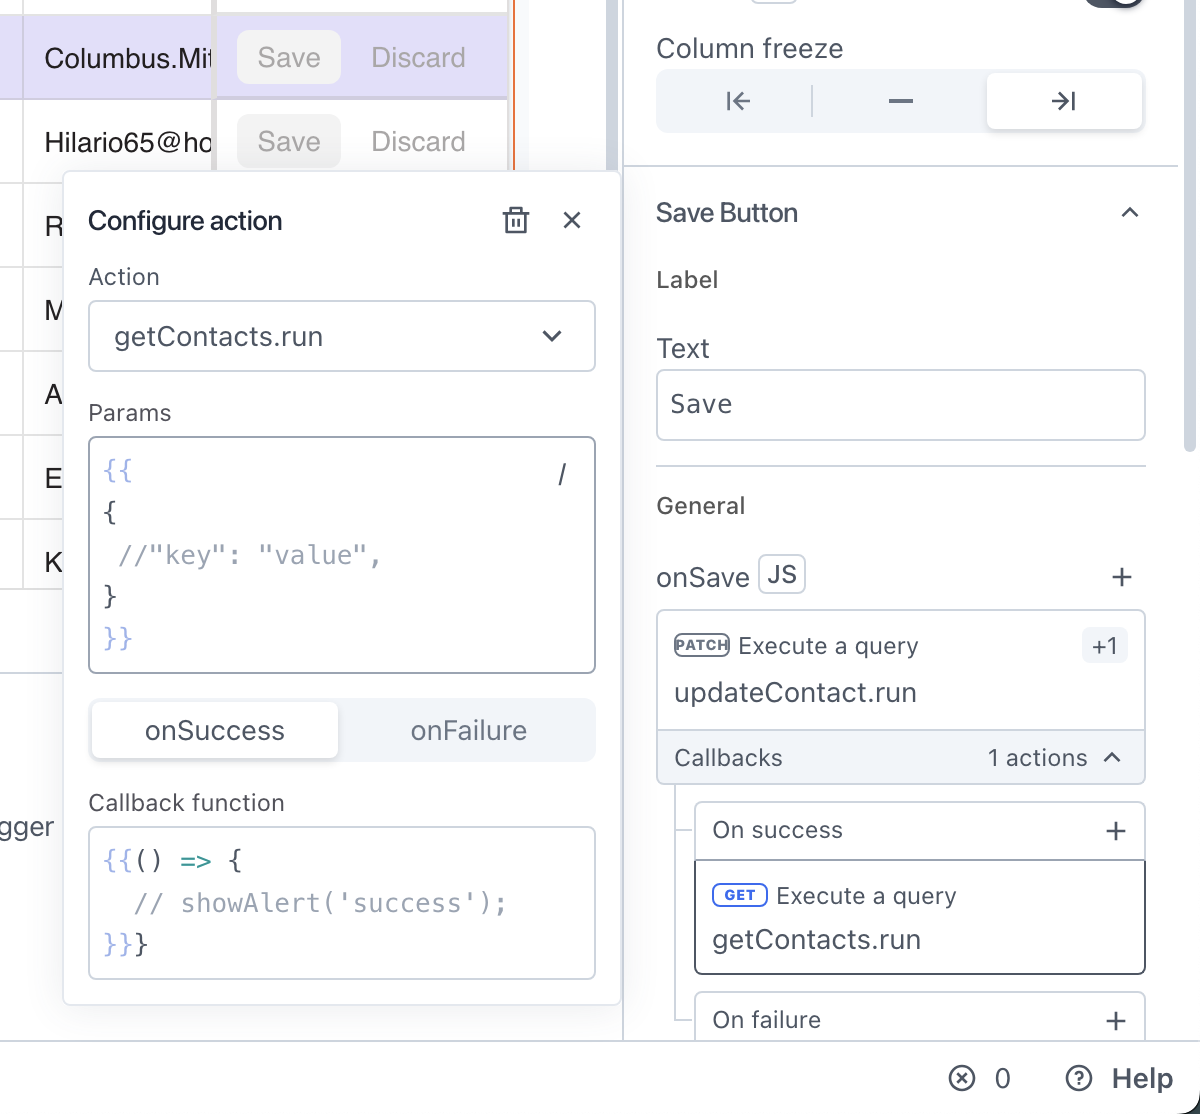 Columbus.Mit
Save
Discard
Hilario65@ho
Save
Discard
R
M
A
E
K
gger
Configure action
Action
getContacts.run
Params
{{
/
{
//"key": "value",
}
}}
onSuccess
onFailure
Callback function
{{() => {
// showAlert('success');
}}}
Column freeze
Save Button
Label
Text
Save
General
onSave
JS
PATCH Execute a query
+1
updateContact.run
Callbacks
1 actions
On success
GET Execute a query
getContacts.run
On failure
0
Help